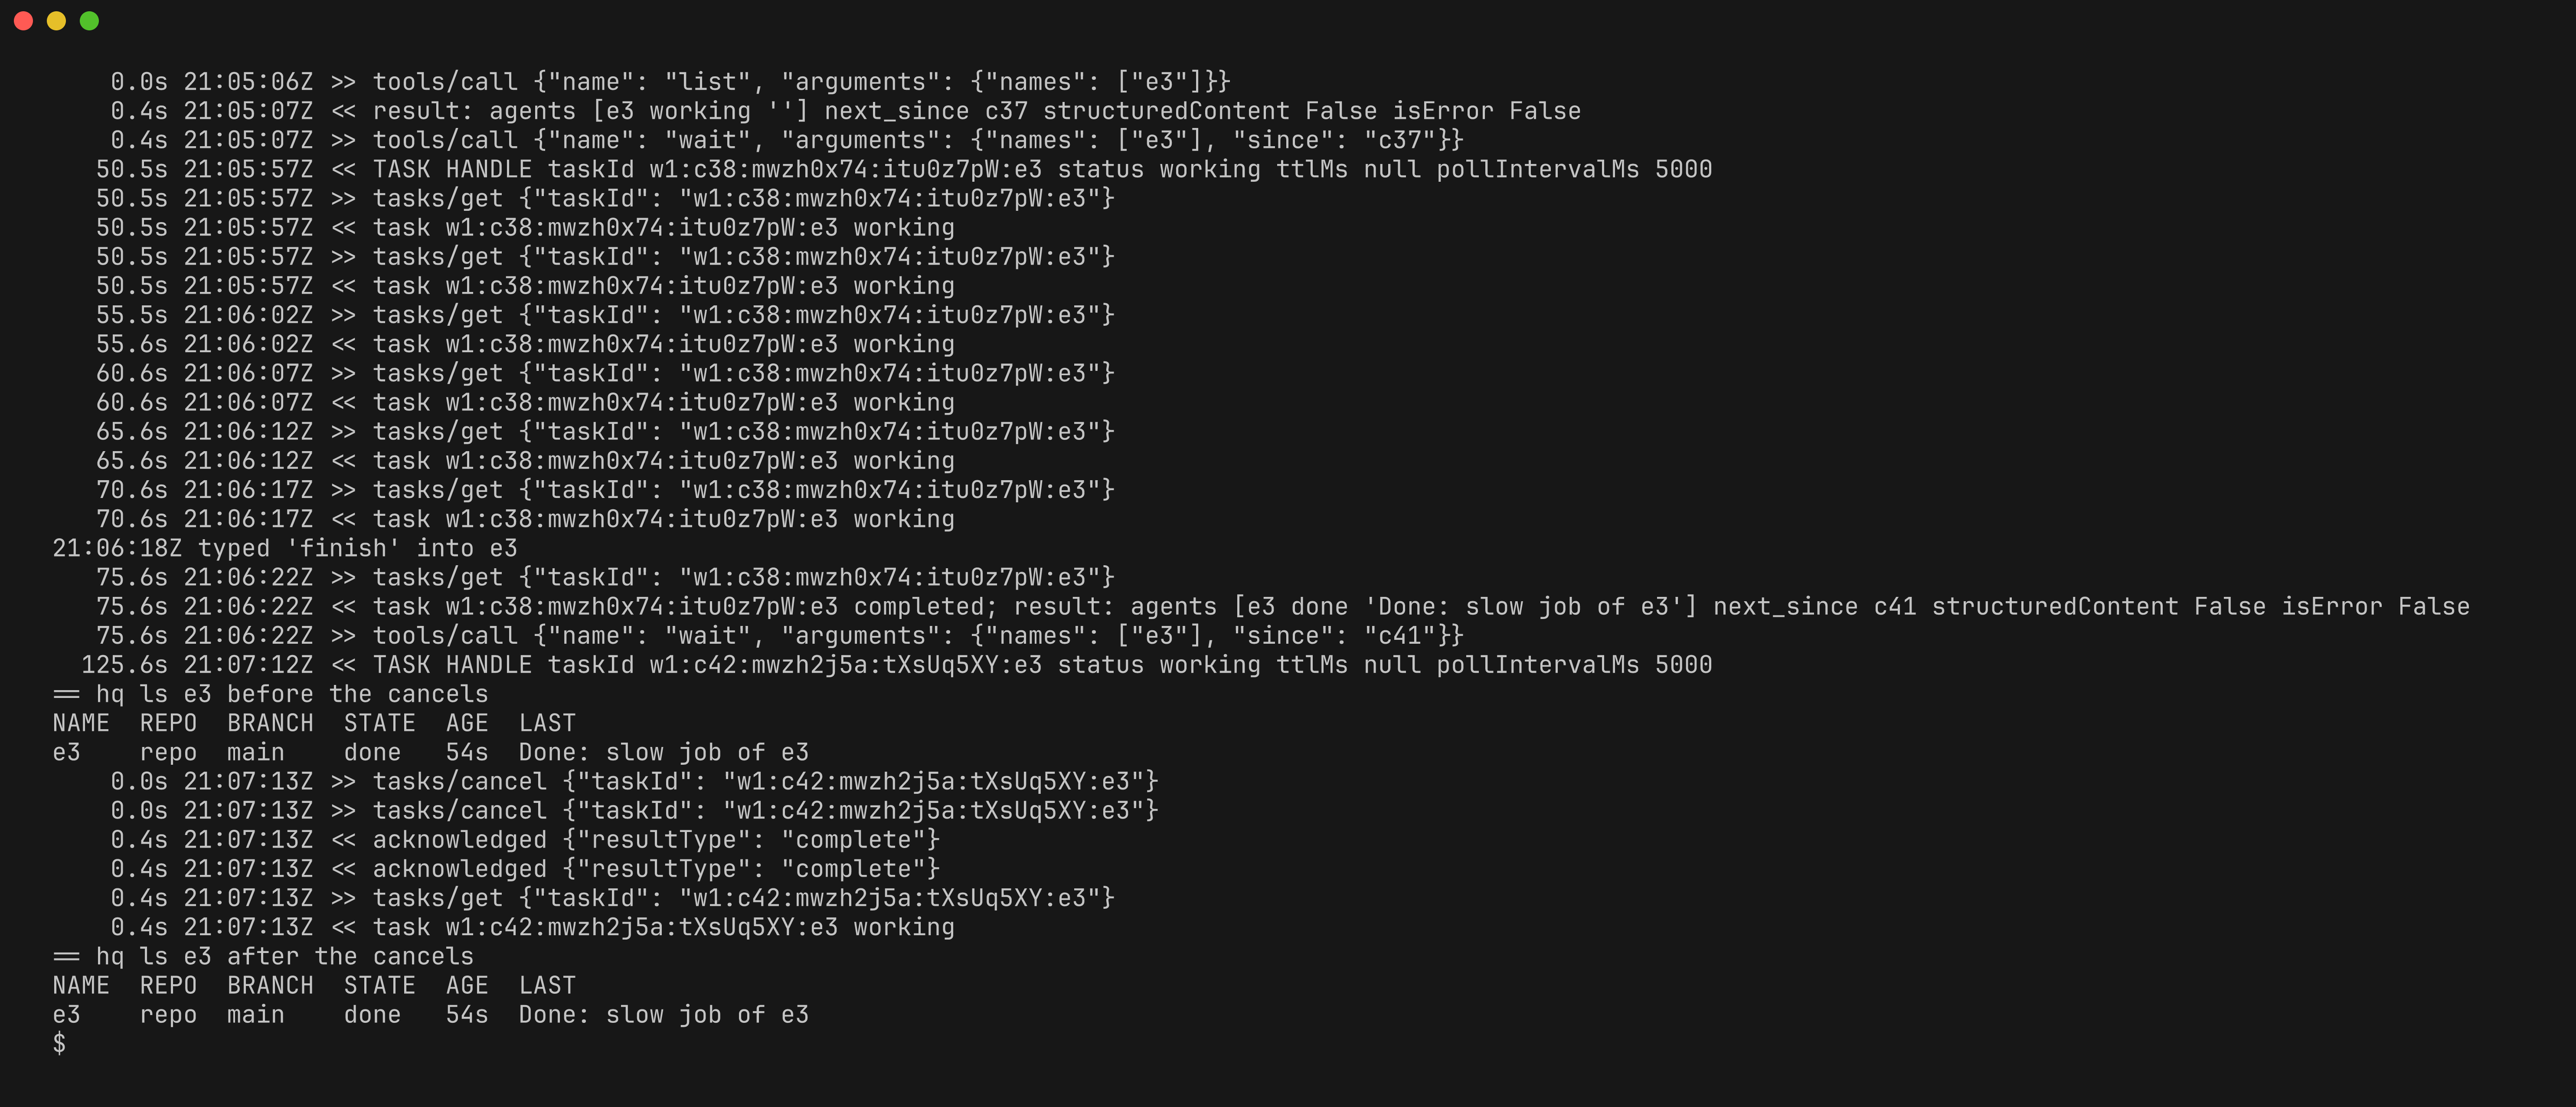 0.0s 21:05:06Z >> tools/call {"name": "list", "arguments": {"names": ["e3"]}}
0.4s 21:05:07Z << result: agents [e3 working ''] next_since c37 structuredContent False isError False
0.4s 21:05:07Z >> tools/call {"name": "wait", "arguments": {"names": ["e3"], "since": "c37"}}
50.5s 21:05:57Z << TASK HANDLE taskId w1:c38:mwzh0x74:itu0z7pW:e3 status working ttlMs null pollIntervalMs 5000
50.5s 21:05:57Z >> tasks/get {"taskId": "w1:c38:mwzh0x74:itu0z7pW:e3"}
50.5s 21:05:57Z << task w1:c38:mwzh0x74:itu0z7pW:e3 working
50.5s 21:05:57Z >> tasks/get {"taskId": "w1:c38:mwzh0x74:itu0z7pW:e3"}
50.5s 21:05:57Z << task w1:c38:mwzh0x74:itu0z7pW:e3 working
55.5s 21:06:02Z >> tasks/get {"taskId": "w1:c38:mwzh0x74:itu0z7pW:e3"}
55.6s 21:06:02Z << task w1:c38:mwzh0x74:itu0z7pW:e3 working
60.6s 21:06:07Z >> tasks/get {"taskId": "w1:c38:mwzh0x74:itu0z7pW:e3"}
60.6s 21:06:07Z << task w1:c38:mwzh0x74:itu0z7pW:e3 working
65.6s 21:06:12Z >> tasks/get {"taskId": "w1:c38:mwzh0x74:itu0z7pW:e3"}
65.6s 21:06:12Z << task w1:c38:mwzh0x74:itu0z7pW:e3 working
70.6s 21:06:17Z >> tasks/get {"taskId": "w1:c38:mwzh0x74:itu0z7pW:e3"}
70.6s 21:06:17Z << task w1:c38:mwzh0x74:itu0z7pW:e3 working
21:06:18Z typed 'finish' into e3
75.6s 21:06:22Z >> tasks/get {"taskId": "w1:c38:mwzh0x74:itu0z7pW:e3"}
75.6s 21:06:22Z << task w1:c38:mwzh0x74:itu0z7pW:e3 completed; result: agents [e3 done 'Done: slow job of e3'] next_since c41 structuredContent False isError False
75.6s 21:06:22Z >> tools/call {"name": "wait", "arguments": {"names": ["e3"], "since": "c41"}}
125.6s 21:07:12Z << TASK HANDLE taskId w1:c42:mwzh2j5a:tXsUq5XY:e3 status working ttlMs null pollIntervalMs 5000
== hq ls e3 before the cancels
NAME  REPO  BRANCH  STATE  AGE  LAST
e3    repo  main    done   54s  Done: slow job of e3
0.0s 21:07:13Z >> tasks/cancel {"taskId": "w1:c42:mwzh2j5a:tXsUq5XY:e3"}
0.0s 21:07:13Z >> tasks/cancel {"taskId": "w1:c42:mwzh2j5a:tXsUq5XY:e3"}
0.4s 21:07:13Z << acknowledged {"resultType": "complete"}
0.4s 21:07:13Z << acknowledged {"resultType": "complete"}
0.4s 21:07:13Z >> tasks/get {"taskId": "w1:c42:mwzh2j5a:tXsUq5XY:e3"}
0.4s 21:07:13Z << task w1:c42:mwzh2j5a:tXsUq5XY:e3 working
== hq ls e3 after the cancels
NAME  REPO  BRANCH  STATE  AGE  LAST
e3    repo  main    done   54s  Done: slow job of e3
$